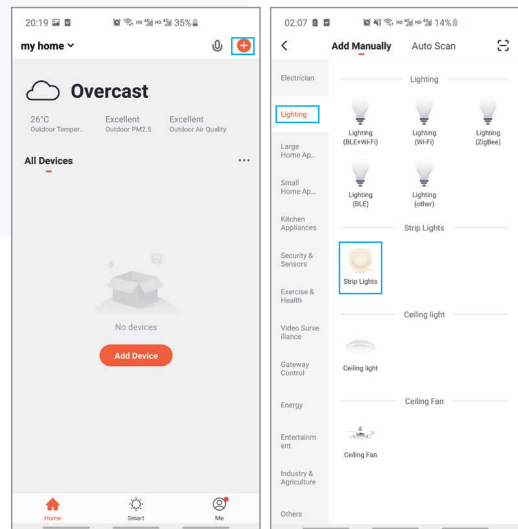 20:19
35%
my home
Overcast
26°C
Excellent
Excellent
Outdoor Temper..
Outdoor PM2.5
Outdoor Air Quality
All Devices
No devices
Add Device
Home
Smart
Me
02:07
14%
Add Manually
Auto Scan
Electrician
Lighting
Large
Home Ap..
Small
Home Ap..
Kitchen
Appliances
Security &
Sensors
Exercise &
Health
Video Surve
illance
Gateway
Control
Energy
Entertainm
ent
Industry &
Agriculture
Others
Lighting
Lighting
(BLE+Wi-Fi)
Lighting
(Wi-Fi)
Lighting
(ZigBee)
Lighting
(BLE)
Lighting
(other)
Strip Lights
Strip Lights
Ceiling light
Ceiling light
Ceiling Fan
Ceiling Fan